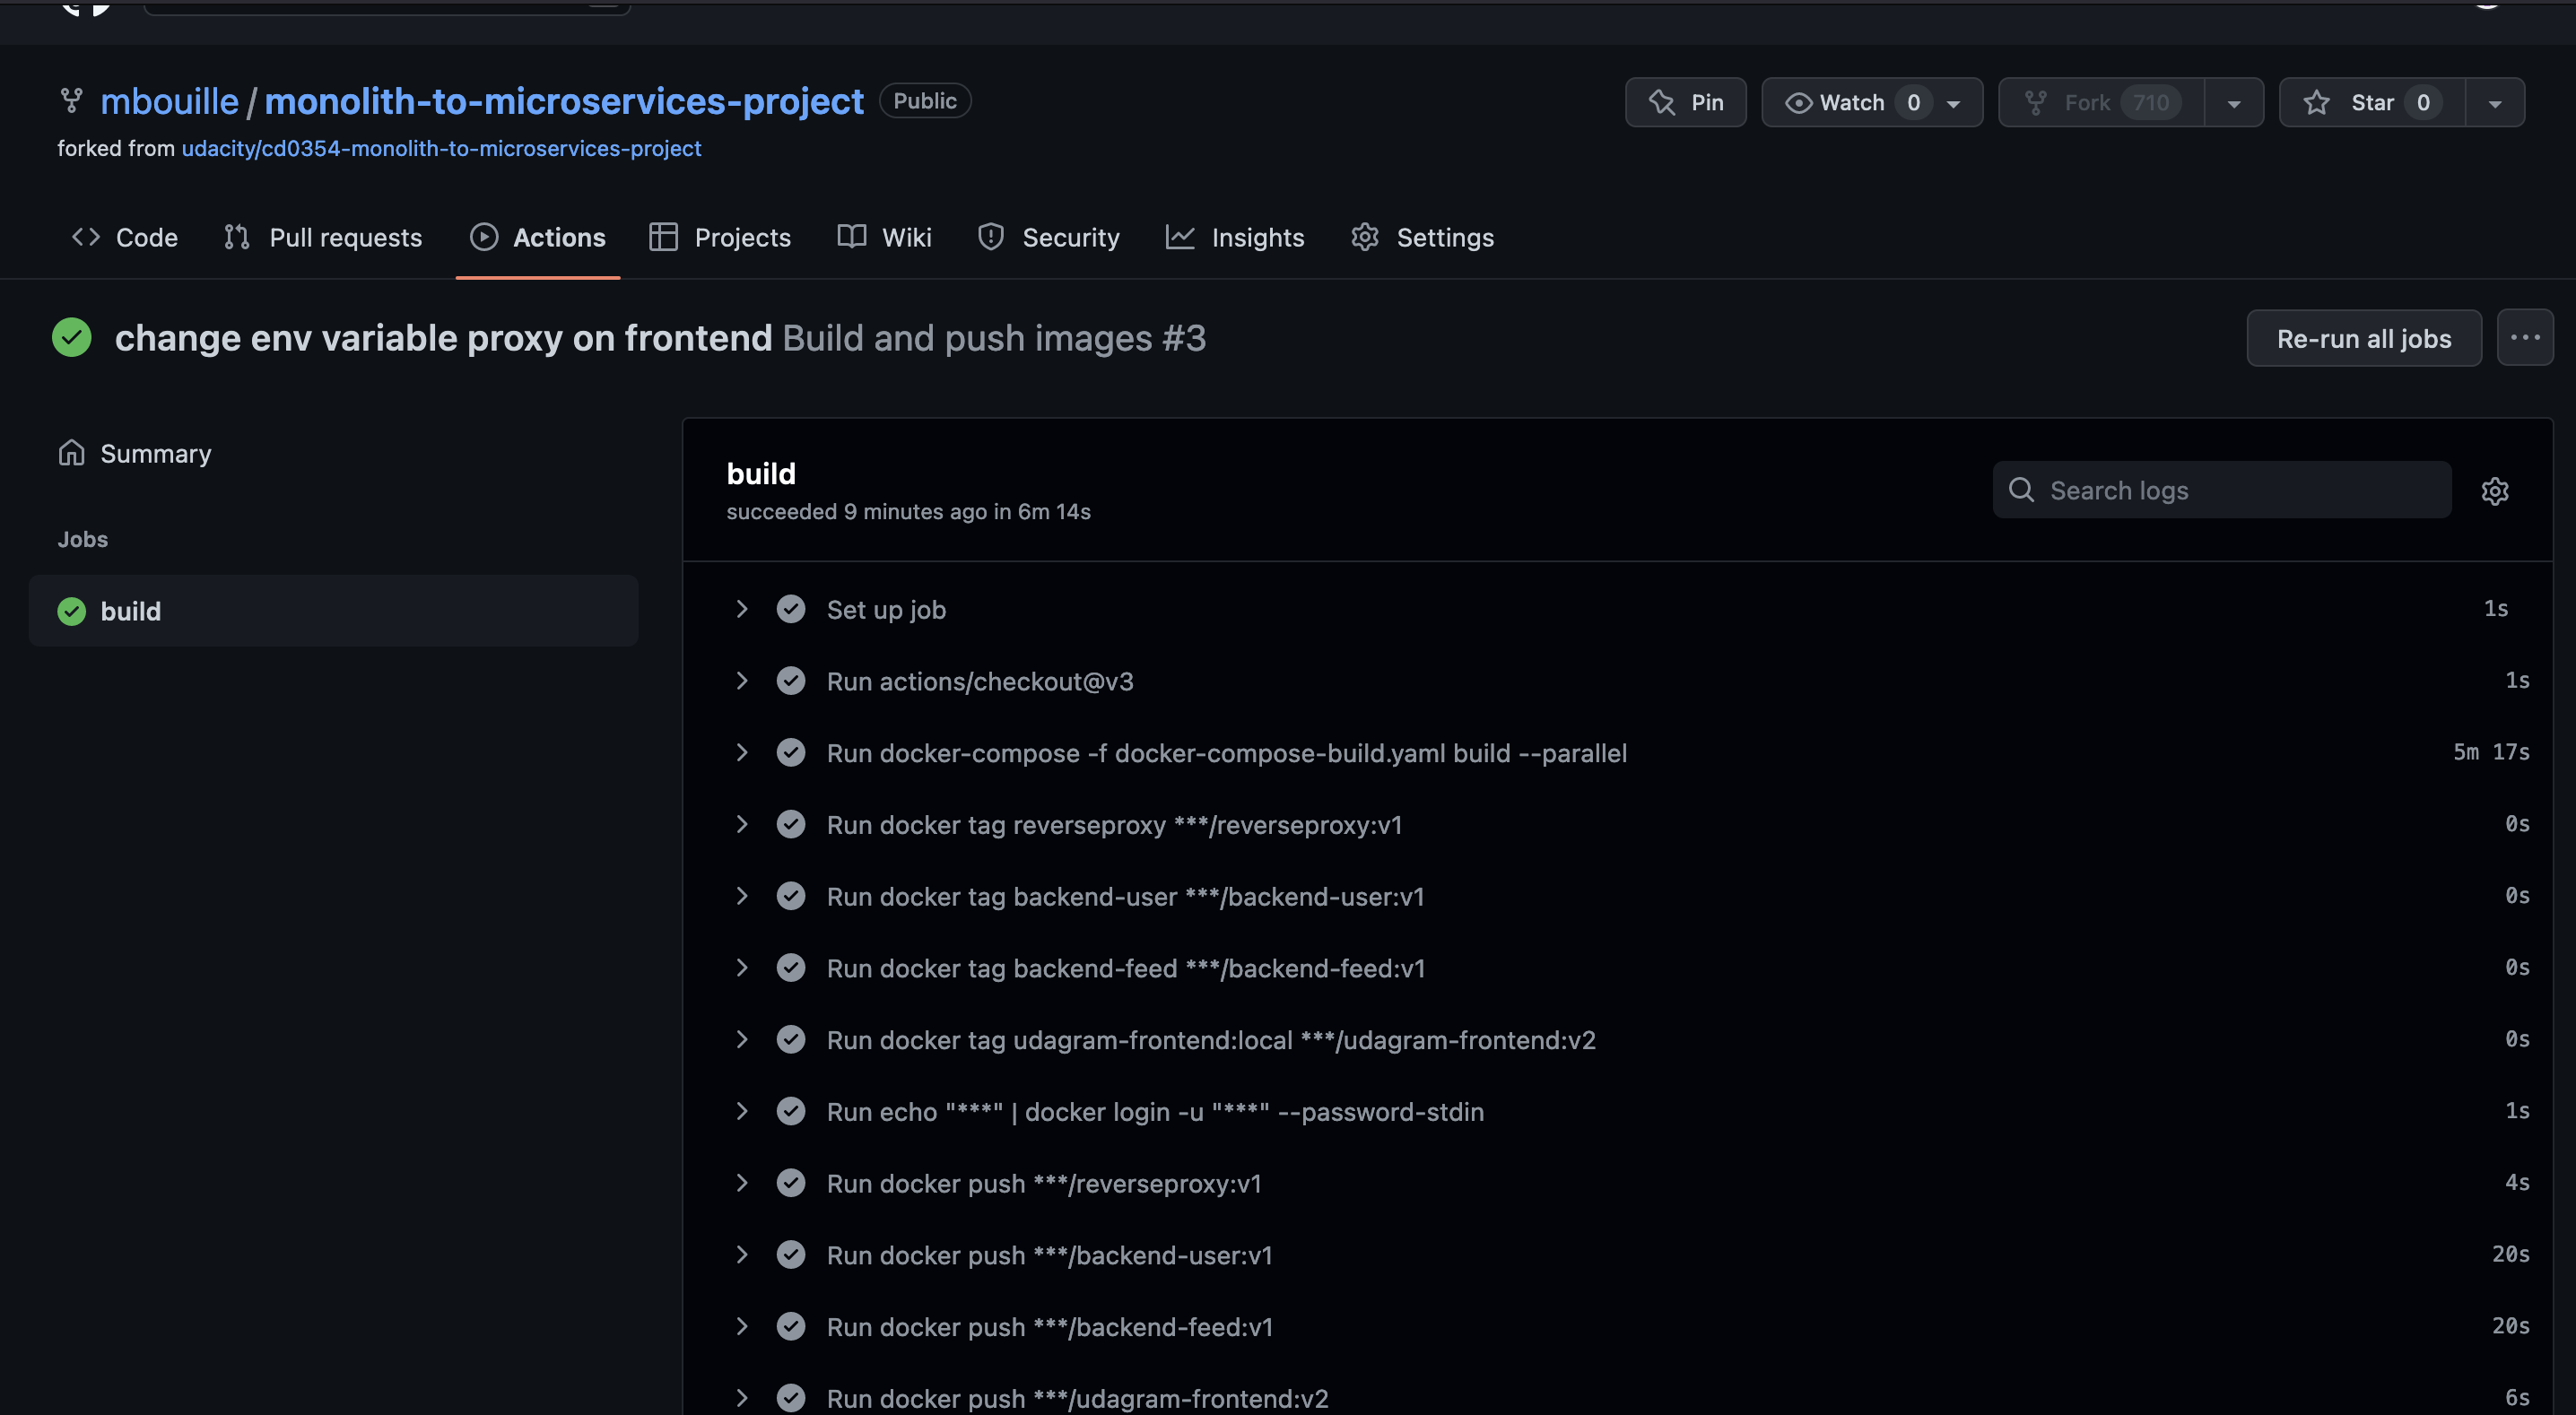 mbouille / monolith-to-microservices-project Public
Pin
Watch 0
Fork 710
Star 0
forked from udacity/cd0354-monolith-to-microservices-project
Code
Pull requests
Actions
Projects
Wiki
Security
Insights
Settings
change env variable proxy on frontend Build and push images #3
Re-run all jobs
Summary
Jobs
build
build
succeeded 9 minutes ago in 6m 14s
Search logs
Set up job 1s
Run actions/checkout@v3 1s
Run docker-compose -f docker-compose-build.yaml build --parallel 5m 17s
Run docker tag reverseproxy ***/reverseproxy:v1 0s
Run docker tag backend-user ***/backend-user:v1 0s
Run docker tag backend-feed ***/backend-feed:v1 0s
Run docker tag udagram-frontend:local ***/udagram-frontend:v2 0s
Run echo "***" | docker login -u "***" --password-stdin 1s
Run docker push ***/reverseproxy:v1 4s
Run docker push ***/backend-user:v1 20s
Run docker push ***/backend-feed:v1 20s
Run docker push ***/udagram-frontend:v2 6s